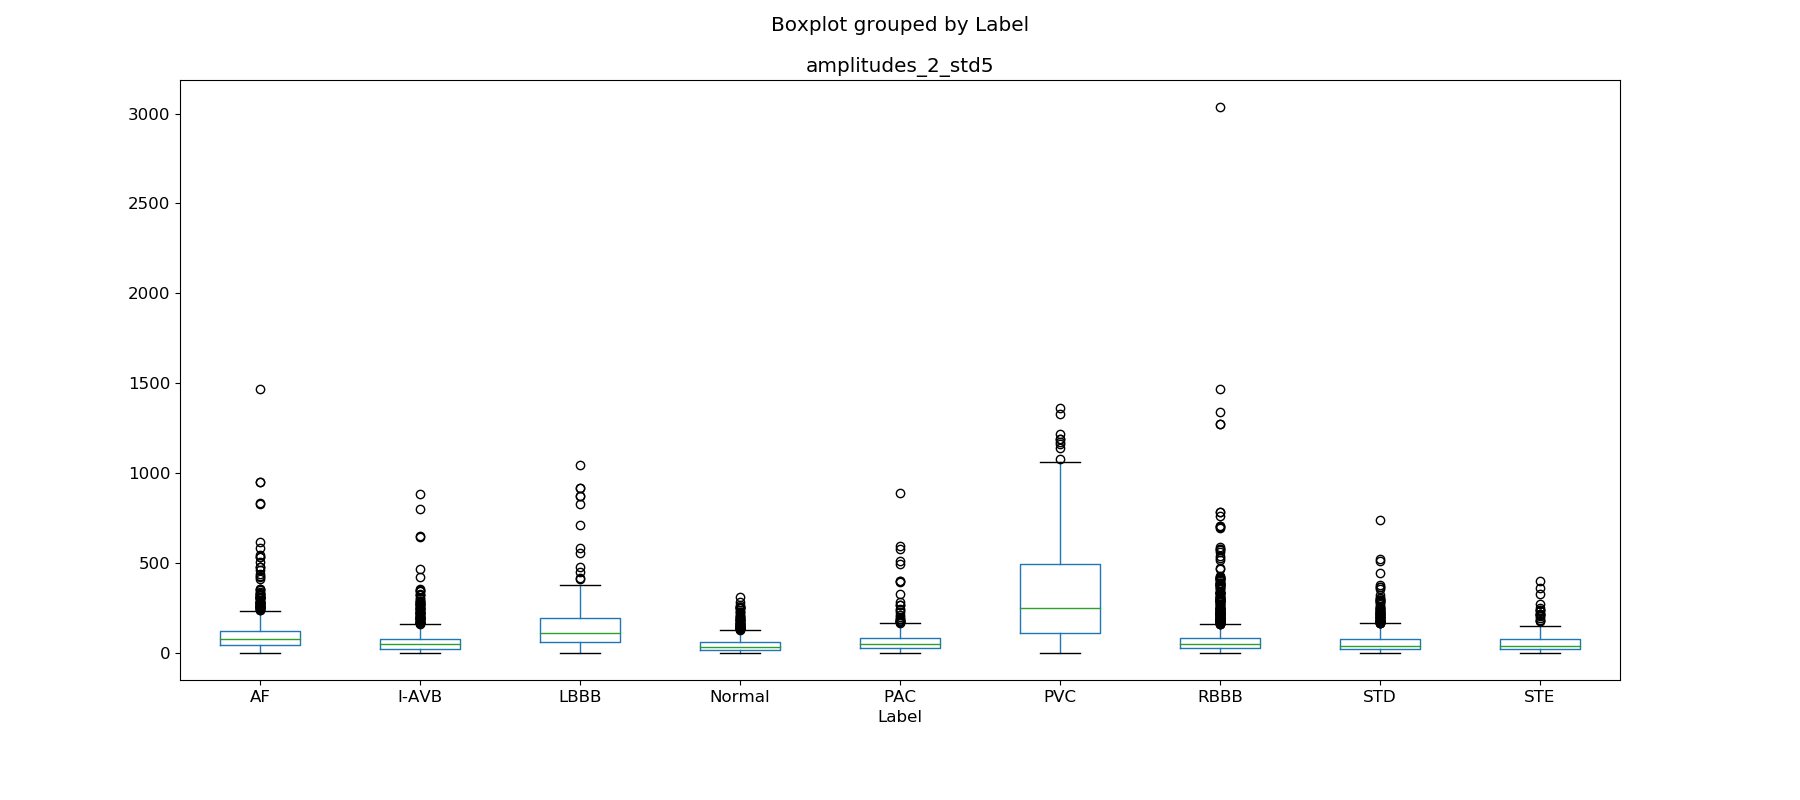 Boxplot grouped by Label
amplitudes_2_std5
3000
2500
2000
1500
1000
500
0
AF I-AVB LBBB Normal PAC PVC RBBB STD STE
Label